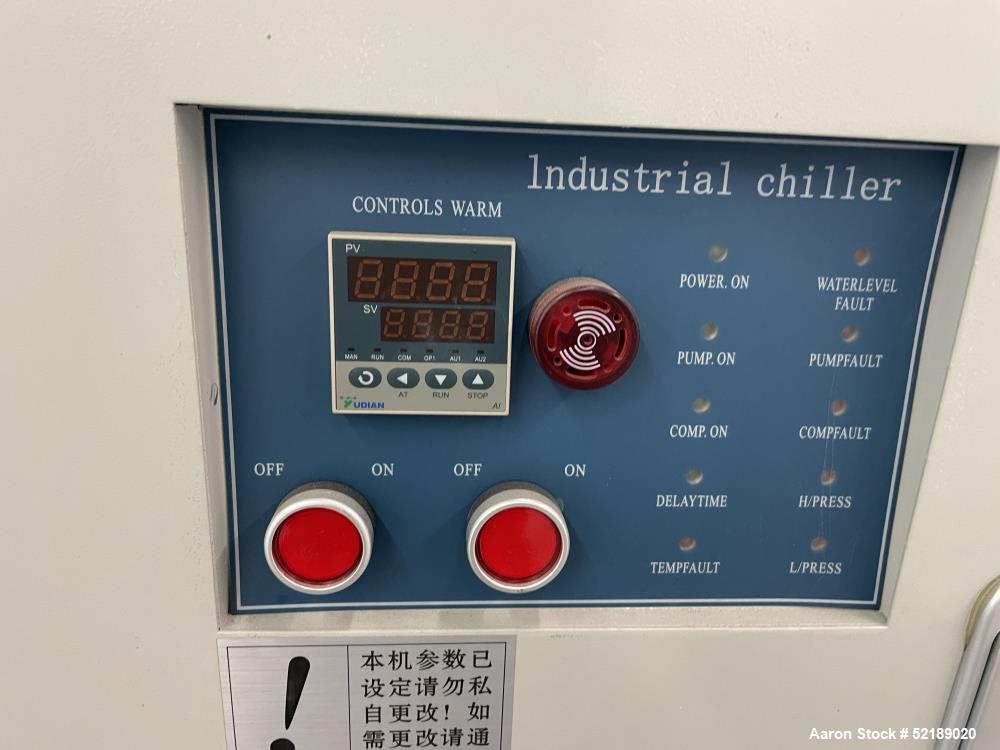 Industrial chiller
CONTROLS WARM
PV
SV
MAN RUN COM OP1 AU1 AU2
AT RUN STOP
YUDIAN AI
OFF ON OFF ON
POWER. ON
WATERLEVEL
FAULT
PUMP. ON
PUMPFAULT
COMP. ON
COMPFAULT
DELAYTIME
H/PRESS
TEMPFAULT
L/PRESS
!
本机参数已
设定请勿私
自更改！如
需更改请通
Aaron Stock # 52189020